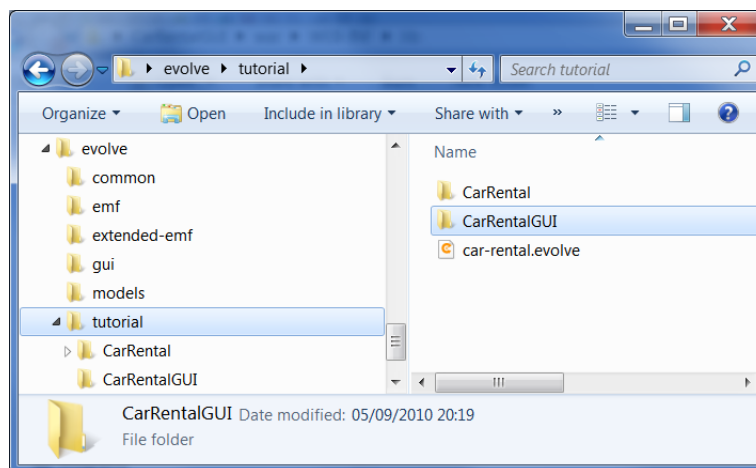 evolve tutorial
Search tutorial
Organize Open Include in library Share with »
evolve
common
emf
extended-emf
gui
models
tutorial
CarRental
CarRentalGUI
Name
CarRental
CarRentalGUI
car-rental.evolve
CarRentalGUI Date modified: 05/09/2010 20:19
File folder